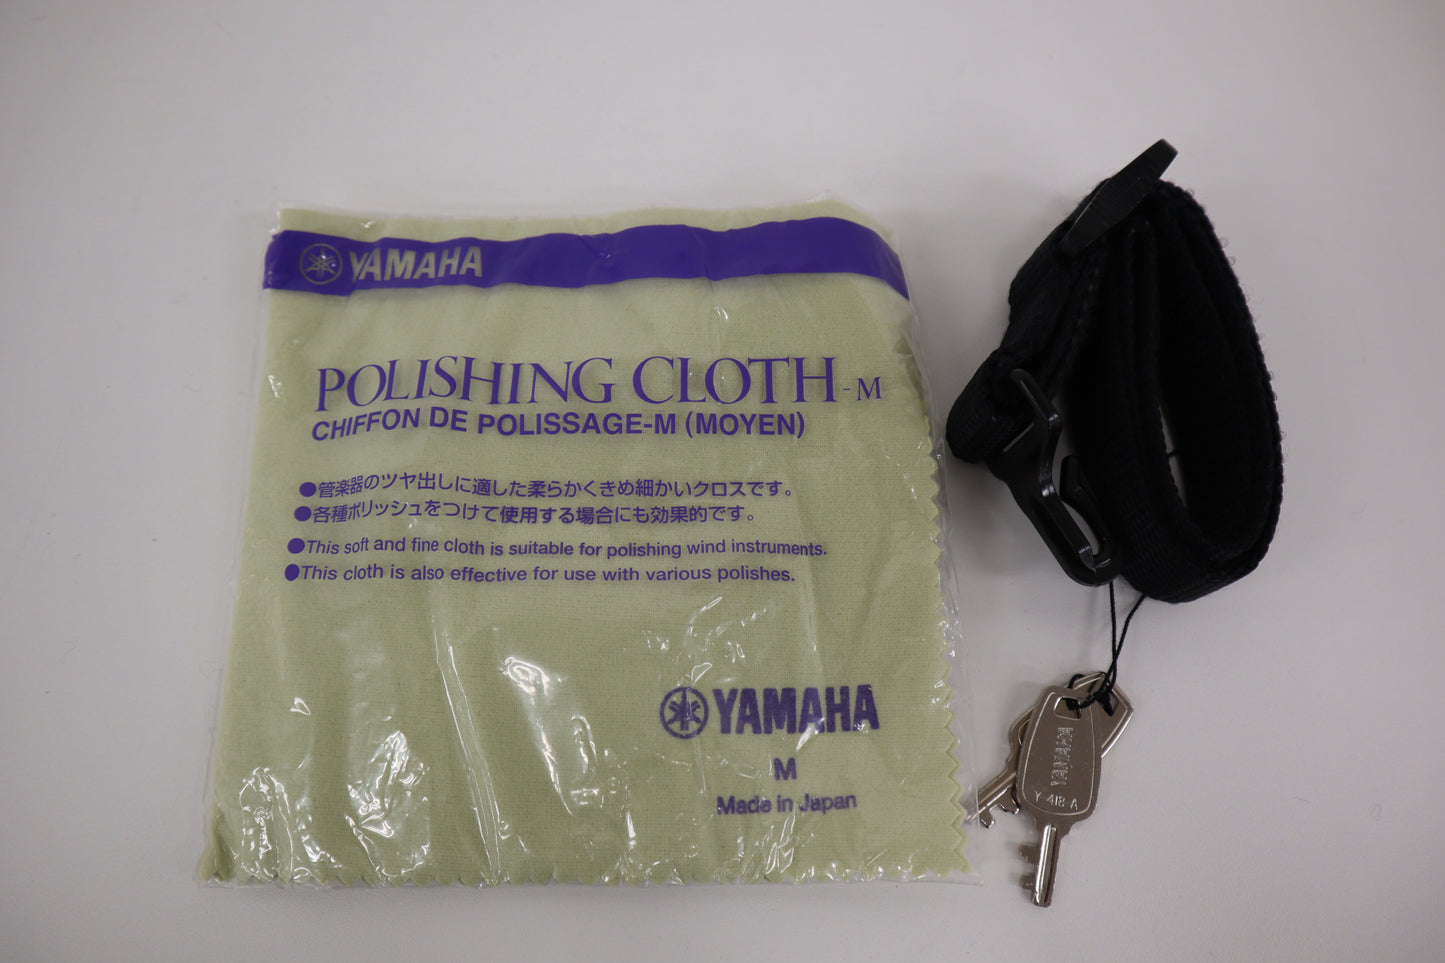 YAMAHA
POLISHING CLOTH-M
CHIFFON DE POLISSAGE-M (MOYEN)
●管楽器のツヤ出しに適した柔らかくきめ細かいクロスです。
●各種ポリッシュをつけて使用する場合にも効果的です。
●This soft and fine cloth is suitable for polishing wind instruments.
●This cloth is also effective for use with various polishes.
YAMAHA
M
Made in Japan
YAMAHA
Y-418-A